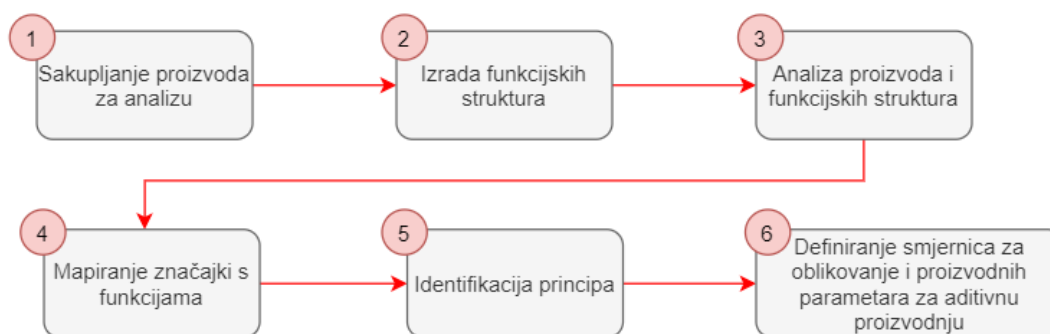 1
Sakupljanje proizvoda
za analizu
2
Izrada funkcijskih
struktura
3
Analiza proizvoda i
funkcijskih struktura
4
Mapiranje značajki s
funkcijama
5
Identifikacija principa
6
Definiranje smjernica za
oblikovanje i proizvodnih
parametara za aditivnu
proizvodnju